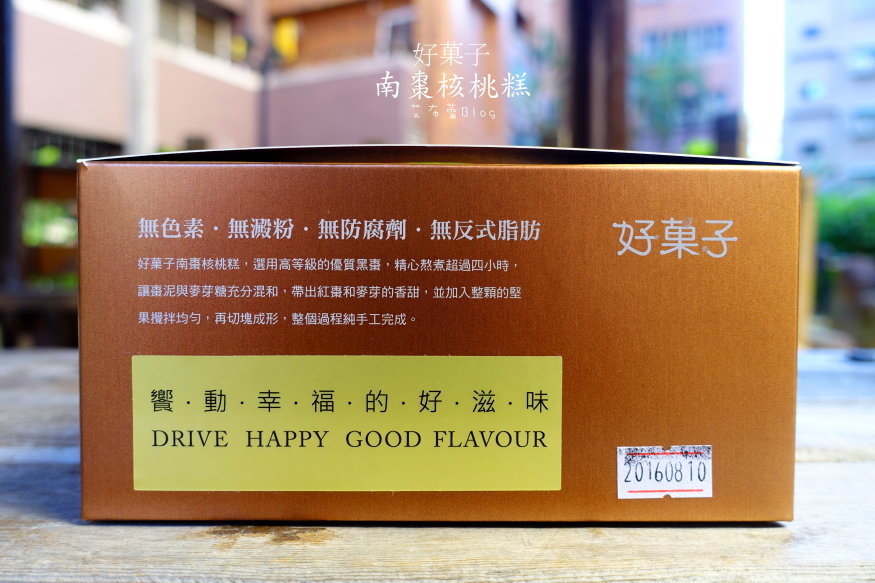 好菓子
南棗核桃糕
艾布蕾Blog
無色素·無澱粉·無防腐劑·無反式脂肪
好菓子
好菓子南棗核桃糕，選用高等級的優質黑棗，精心熬煮超過四小時，
讓棗泥與麥芽糖充分混和，帶出紅棗和麥芽的香甜，並加入整顆的堅
果攪拌均勻，再切塊成形，整個過程純手工完成。
饗·動·幸·福·的·好·滋·味
DRIVE HAPPY GOOD FLAVOUR
20160810